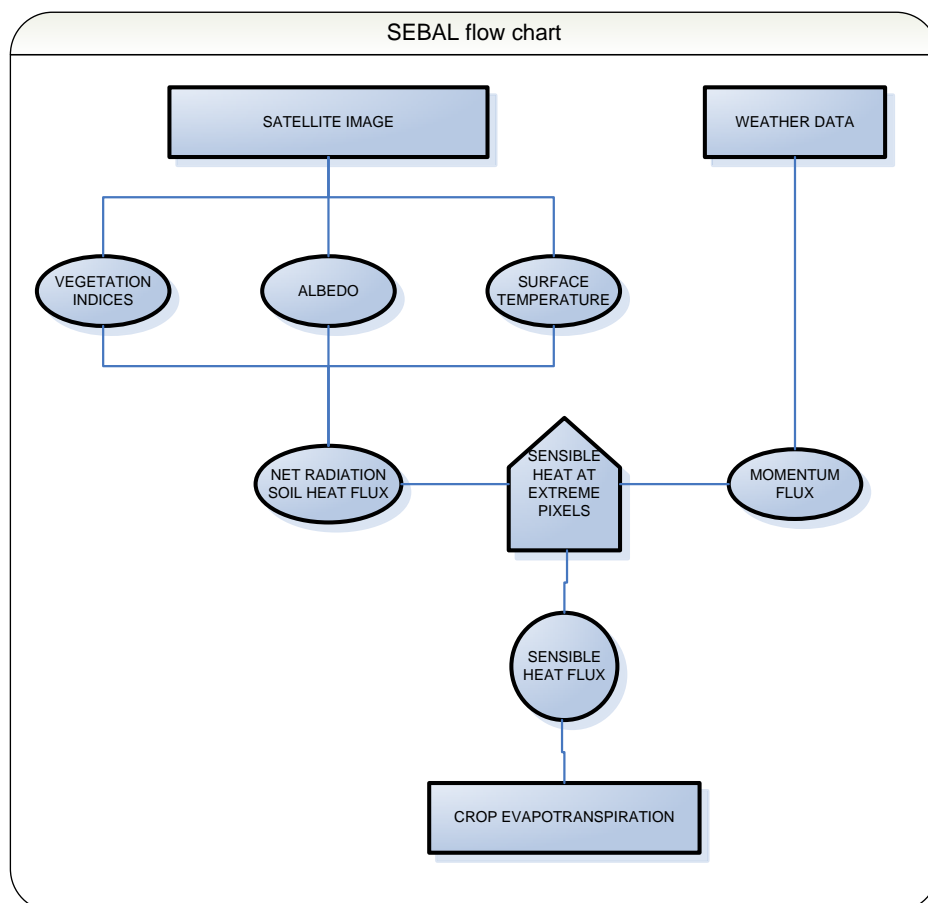 SEBAL flow chart
SATELLITE IMAGE
WEATHER DATA
VEGETATION
INDICES
ALBEDO
SURFACE
TEMPERATURE
NET RADIATION
SOIL HEAT FLUX
SENSIBLE
HEAT AT
EXTREME
PIXELS
MOMENTUM
FLUX
SENSIBLE
HEAT FLUX
CROP EVAPOTRANSPIRATION